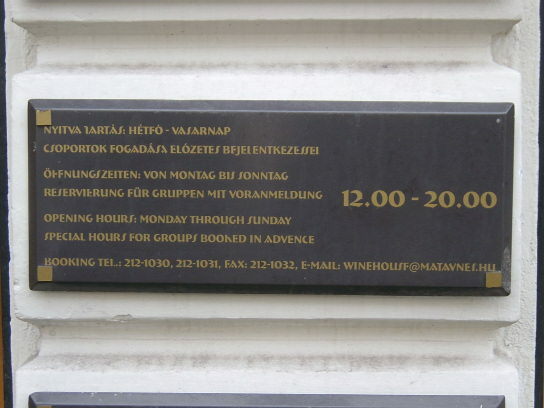 NYITVA TARTÁS: HÉTFŐ - VASARNAP
CSOPORTOK FOGADÁSA ELŐZETES BEJELENTKEZESSEI
ÖFFNUNGSZEITEN: VON MONTAG BIS SONNTAG
RESERVIERUNG FÜR GRUPPEN MIT VORANMELDUNG
12.00 - 20.00
OPENING HOURS: MONDAY THROUGH SUNDAY
SPECIAL HOURS FOR GROUPS BOOKED IN ADVENCE
BOOKING TEL.: 212-1030, 212-1031, FAX: 212-1032, E-MAIL: WINEHOUSE@MATAVNES.HU